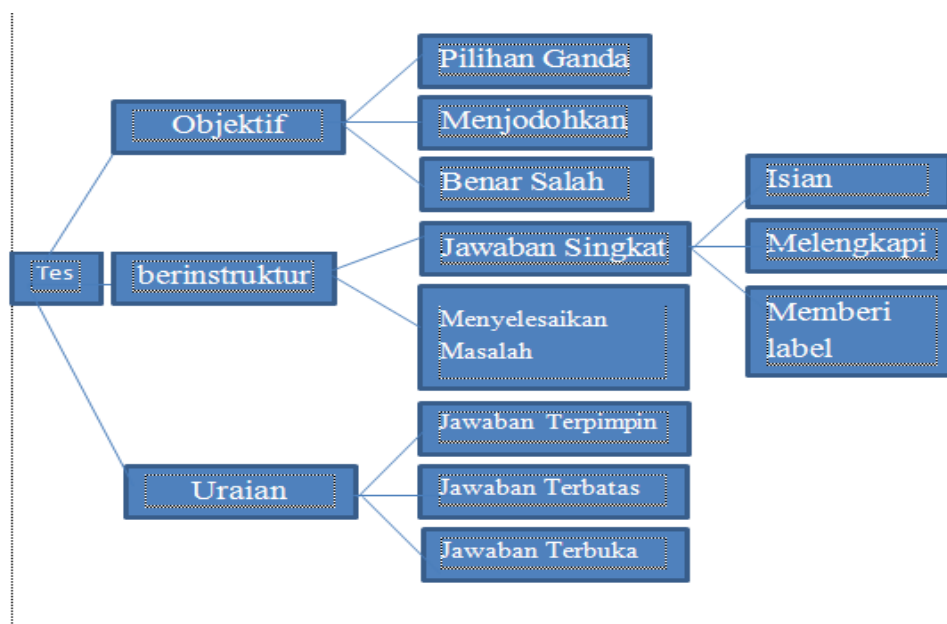 Tes
Objektif
Pilihan Ganda
Menjodohkan
Benar Salah
berinstruktur
Jawaban Singkat
Isian
Melengkapi
Memberi
label
Menyelesaikan
Masalah
Uraian
Jawaban Terpimpin
Jawaban Terbatas
Jawaban Terbuka